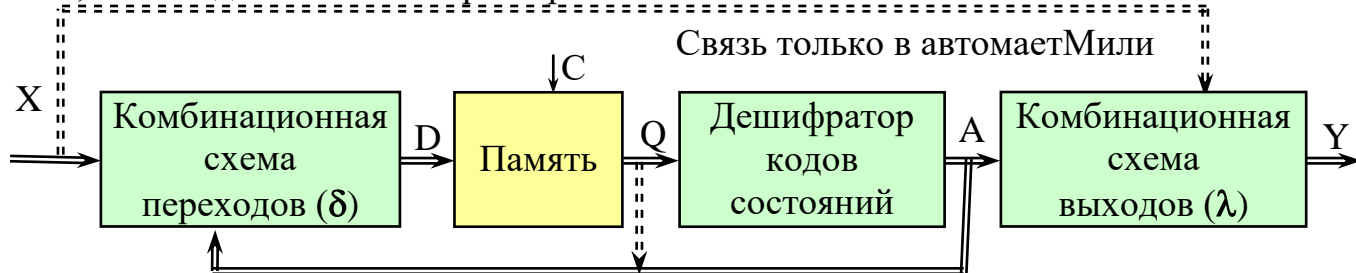 Связь только в автомаетМили
C
X
Комбинационная
схема
переходов (δ)
D
Память
Q
Дешифратор
кодов
состояний
A
Комбинационная
схема
выходов (λ)
Y